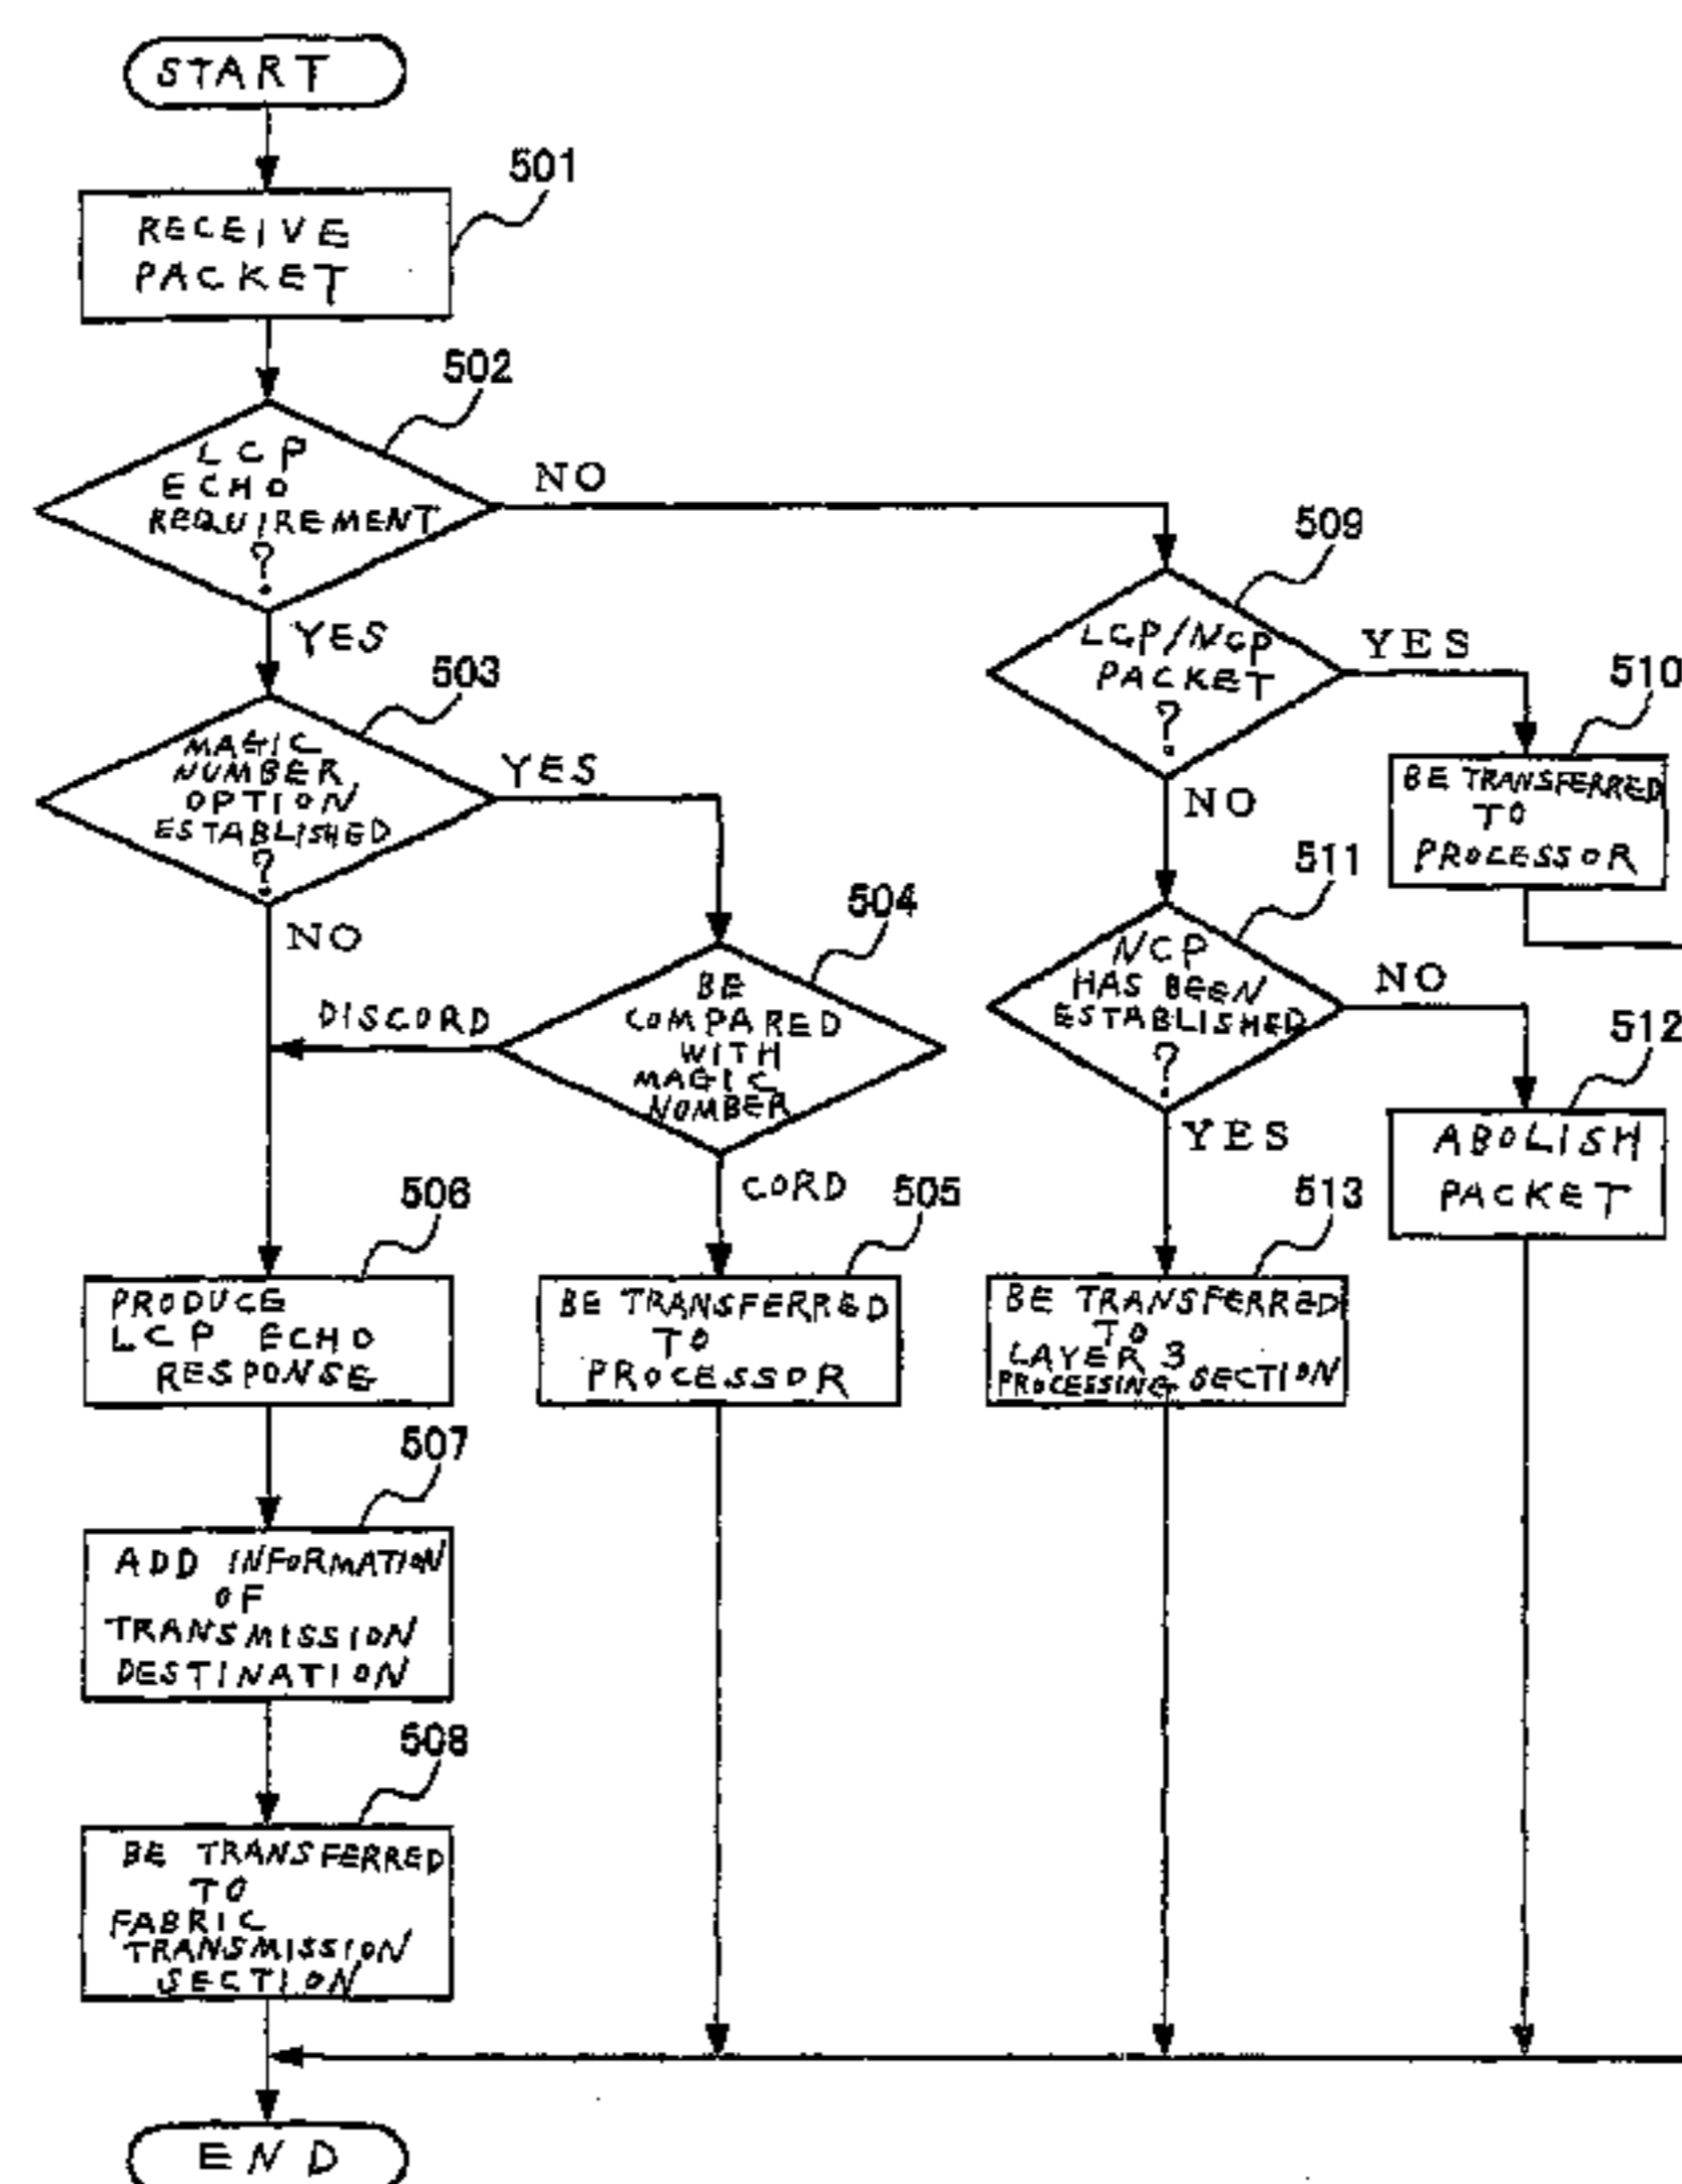 START
501
RECEIVE
PACKET
502
LCP
ECHO
REQUIREMENT
?
NO
YES
503
MAGIC
NUMBER
OPTION
ESTABLISHED
?
YES
NO
504
BE
COMPARED
WITH
MAGIC
NUMBER
DISCORD
CORD
505
BE TRANSFERRED
TO
PROCESSOR
506
PRODUCE
LCP ECHO
RESPONSE
507
ADD INFORMATION
OF
TRANSMISSION
DESTINATION
508
BE TRANSFERRED
TO
FABRIC
TRANSMISSION
SECTION
509
LCP/NCP
PACKET
?
YES
NO
510
BE TRANSFERRED
TO
PROCESSOR
511
NCP
HAS BEEN
ESTABLISHED
?
NO
YES
512
ABOLISH
PACKET
513
BE TRANSFERRED
TO
LAYER 3
PROCESSING SECTION
END